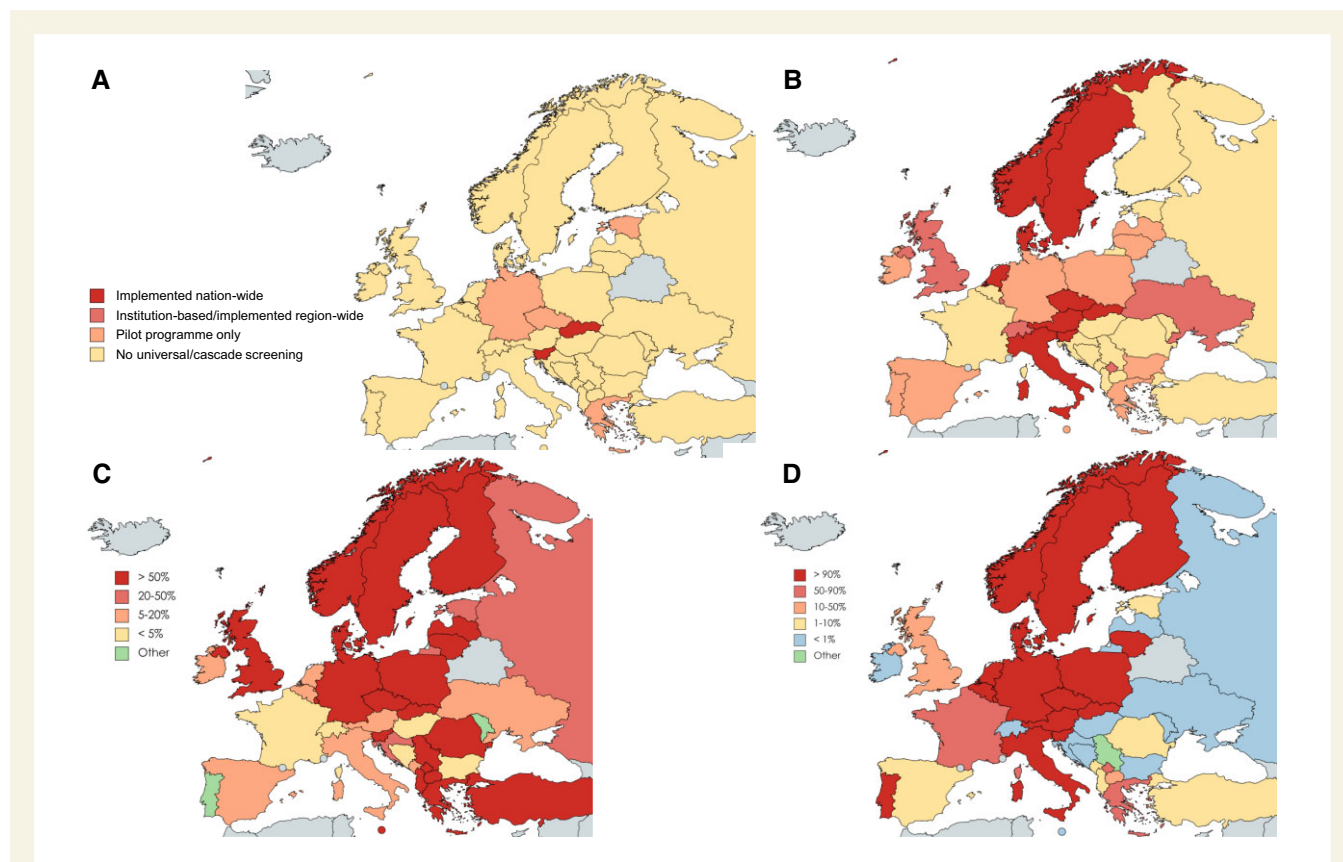 A
B
Implemented nation-wide
Institution-based/implemented region-wide
Pilot programme only
No universal/cascade screening
C
D
> 50%
20-50%
5-20%
< 5%
Other
> 90%
50-90%
10-50%
1-10%
< 1%
Other